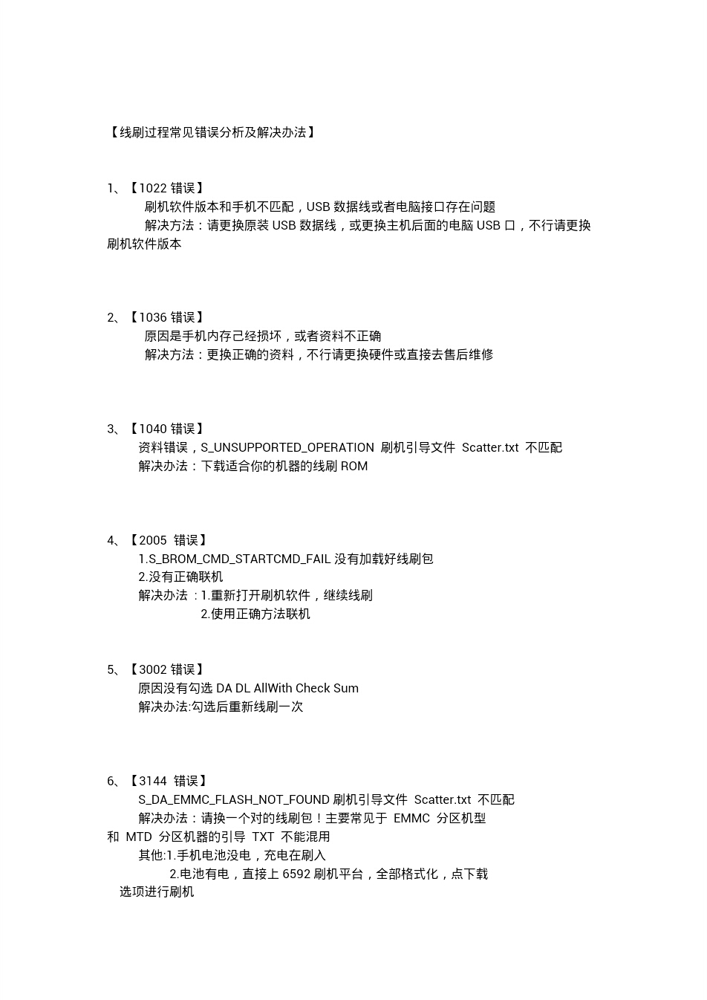 【线刷过程常见错误分析及解决办法】
1、【1022 错误】
刷机软件版本和手机不匹配，USB 数据线或者电脑接口存在问题
解决方法：请更换原装 USB 数据线，或更换主机后面的电脑 USB 口，不行请更换
刷机软件版本
2、【1036 错误】
原因是手机内存己经损坏，或者资料不正确
解决方法：更换正确的资料，不行请更换硬件或直接去售后维修
3、【1040 错误】
资料错误，S_UNSUPPORTED_OPERATION 刷机引导文件 Scatter.txt 不匹配
解决办法：下载适合你的机器的线刷 ROM
4、【2005 错误】
1.S_BROM_CMD_STARTCMD_FAIL 没有加载好线刷包
2.没有正确联机
解决办法 : 1.重新打开刷机软件，继续线刷
2.使用正确方法联机
5、【3002 错误】
原因没有勾选 DA DL AllWith Check Sum
解决办法:勾选后重新线刷一次
6、【3144 错误】
S_DA_EMMC_FLASH_NOT_FOUND 刷机引导文件 Scatter.txt 不匹配
解决办法：请换一个对的线刷包！主要常见于 EMMC 分区机型
和 MTD 分区机器的引导 TXT 不能混用
其他:1.手机电池没电，充电在刷入
2.电池有电，直接上 6592 刷机平台，全部格式化，点下载
选项进行刷机